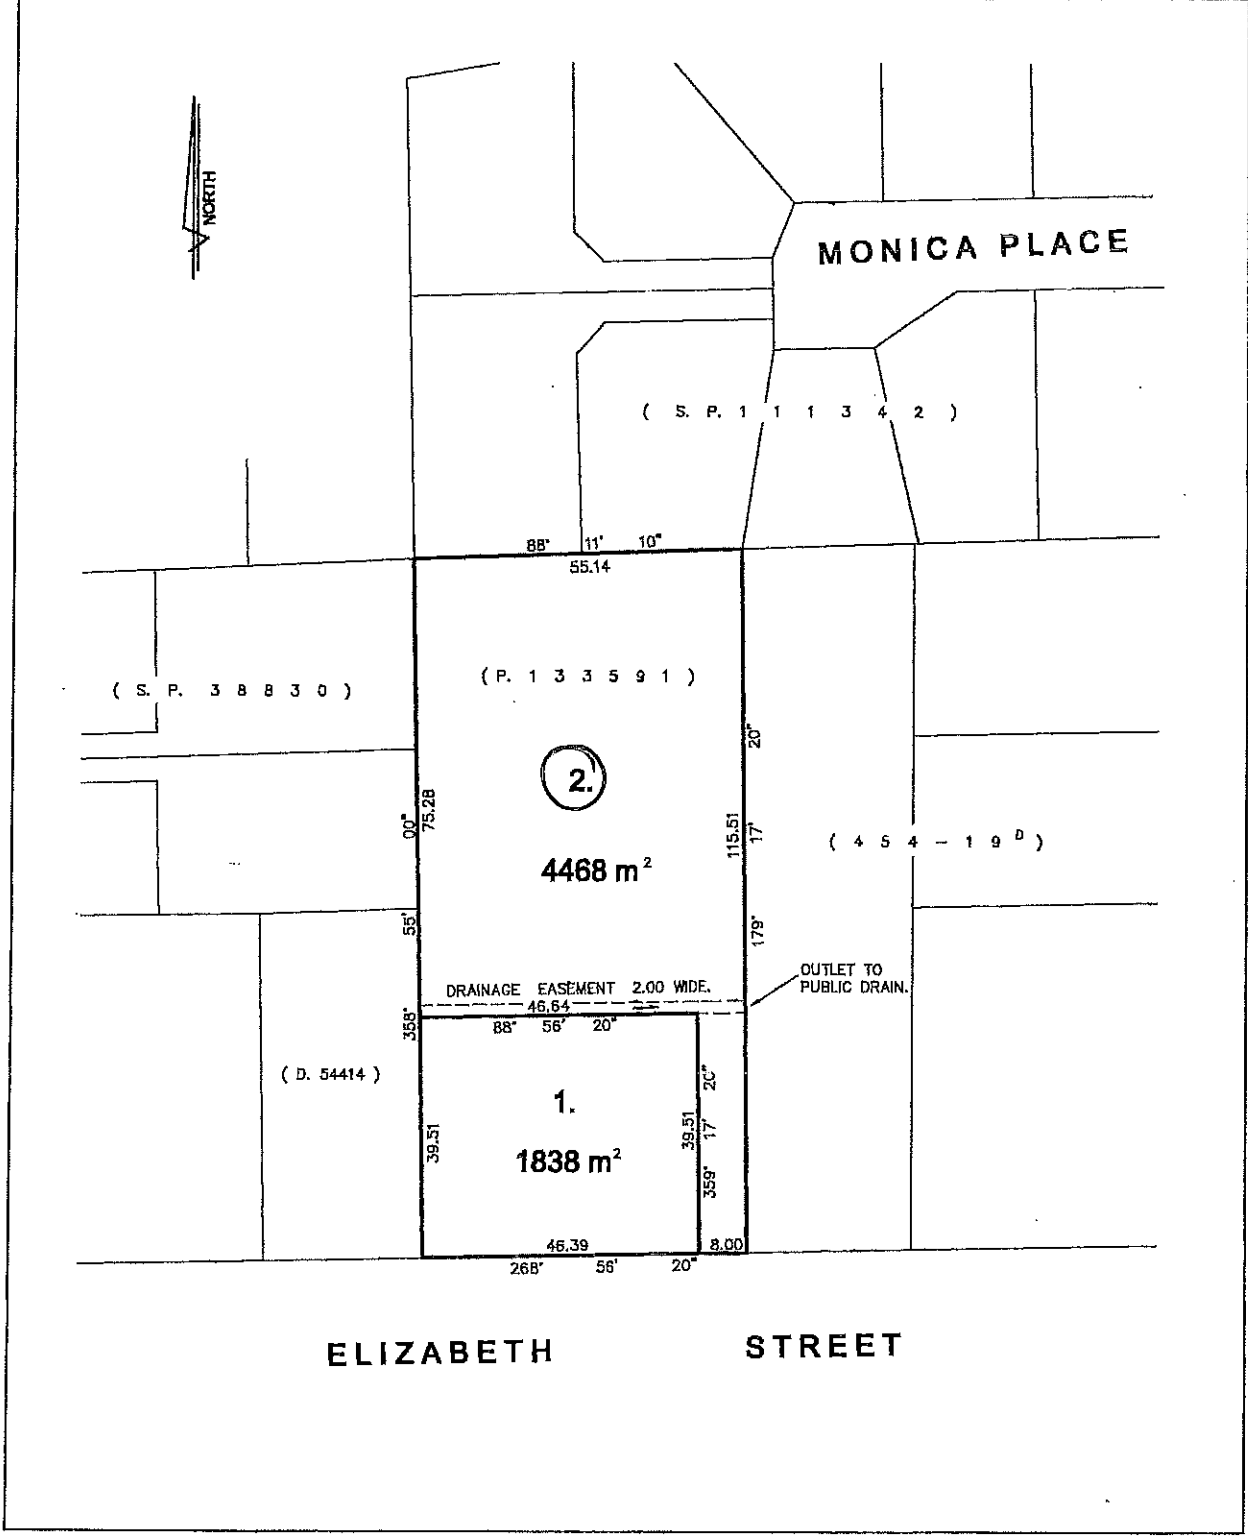 NORTH
MONICA PLACE
( S. P. 1 1 1 3 4 2 )
88° 11' 10"
55.14
( P. 1 3 3 5 9 1 )
( S. P. 3 8 8 3 0 )
2.
4468 m²
358° 55' 00"
75.28
115.51
179° 17' 20"
( 4 5 4 - 1 9 D )
OUTLET TO
PUBLIC DRAIN.
DRAINAGE EASEMENT 2.00 WIDE.
46.64
88° 56' 20"
( D. 54414 )
1.
1838 m²
39.51
39.51
359° 17' 20"
46.39
8.00
268° 56' 20"
ELIZABETH STREET